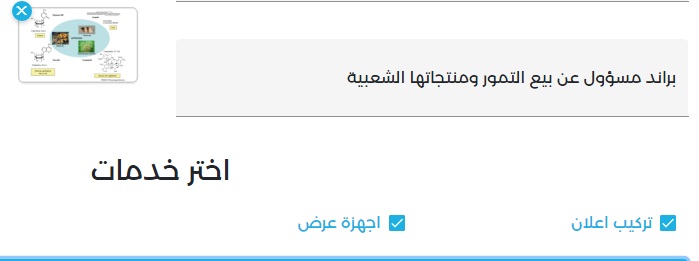 براند مسؤول عن بيع التمور ومنتجاتها الشعبية
اختر خدمات
تركيب اعلان
اجهزة عرض